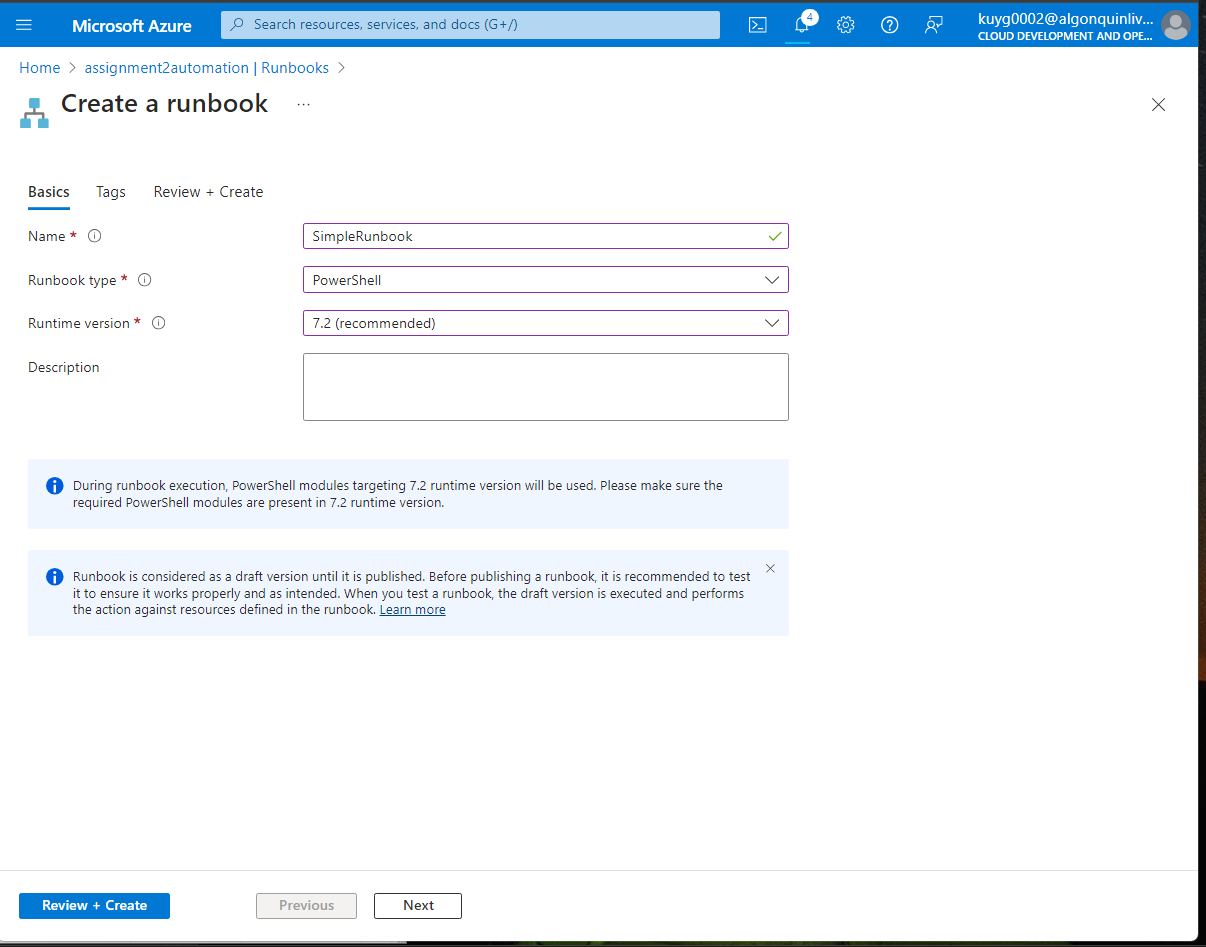 Microsoft Azure
Search resources, services, and docs (G+/)
4
kuyg0002@algonquinliv...
CLOUD DEVELOPMENT AND OPE...
Home > assignment2automation | Runbooks >
Create a runbook ...
Basics Tags Review + Create
Name *
SimpleRunbook
Runbook type *
PowerShell
Runtime version *
7.2 (recommended)
Description
During runbook execution, PowerShell modules targeting 7.2 runtime version will be used. Please make sure the
required PowerShell modules are present in 7.2 runtime version.
Runbook is considered as a draft version until it is published. Before publishing a runbook, it is recommended to test
it to ensure it works properly and as intended. When you test a runbook, the draft version is executed and performs
the action against resources defined in the runbook. Learn more
Review + Create Previous Next